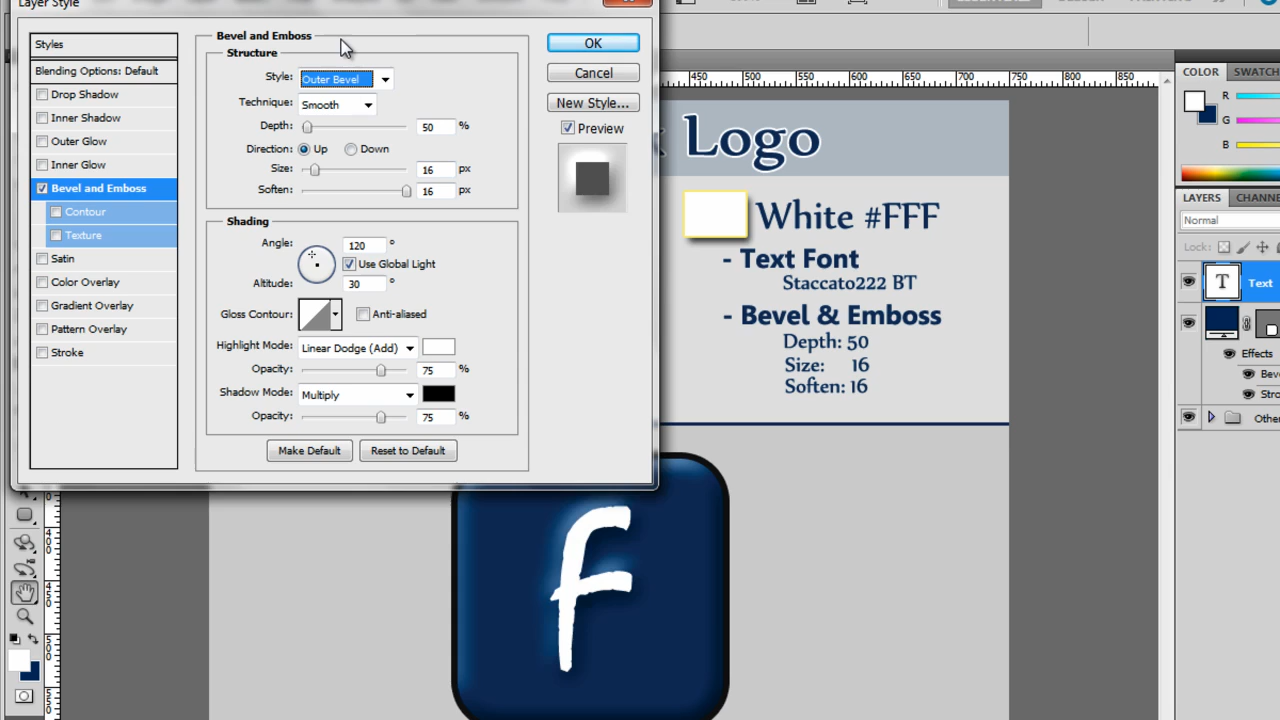 Layer Style
Styles
Blending Options: Default
Drop Shadow
Inner Shadow
Outer Glow
Inner Glow
Bevel and Emboss
Contour
Texture
Satin
Color Overlay
Gradient Overlay
Pattern Overlay
Stroke
Bevel and Emboss
Structure
Style: Outer Bevel
Technique: Smooth
Depth: 50 %
Direction: Up Down
Size: 16 px
Soften: 16 px
Shading
Angle: 120 °
Use Global Light
Altitude: 30 °
Gloss Contour: Anti-aliased
Highlight Mode: Linear Dodge (Add)
Opacity: 75 %
Shadow Mode: Multiply
Opacity: 75 %
Make Default Reset to Default
OK
Cancel
New Style...
Preview
450 500 550 600 650 700 750 800 850
Logo
White #FFF
- Text Font
Staccato222 BT
- Bevel & Emboss
Depth: 50
Size: 16
Soften: 16
f
COLOR SWATCH
R
G
B
LAYERS CHANNE
Normal
Lock:
T Text
Effects
Beve
Stro
Othe